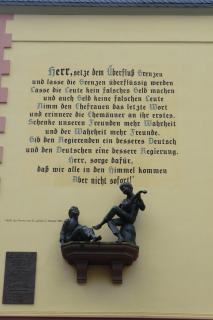 Herr, setze dem Überfluß Grenzen
und lasse die Grenzen überflüssig werden
Lasse die Leute kein falsches Geld machen
und auch Geld keine falschen Leute
Nimm den Ehefrauen das letzte Wort
und erinnere die Ehemänner an ihr erstes.
Schenke unseren Freunden mehr Wahrheit
und der Wahrheit mehr Freunde.
Gib den Regierenden ein besseres Deutsch
und den Deutschen eine bessere Regierung.
Herr, sorge dafür,
daß wir alle in den Himmel kommen
Aber nicht sofort!